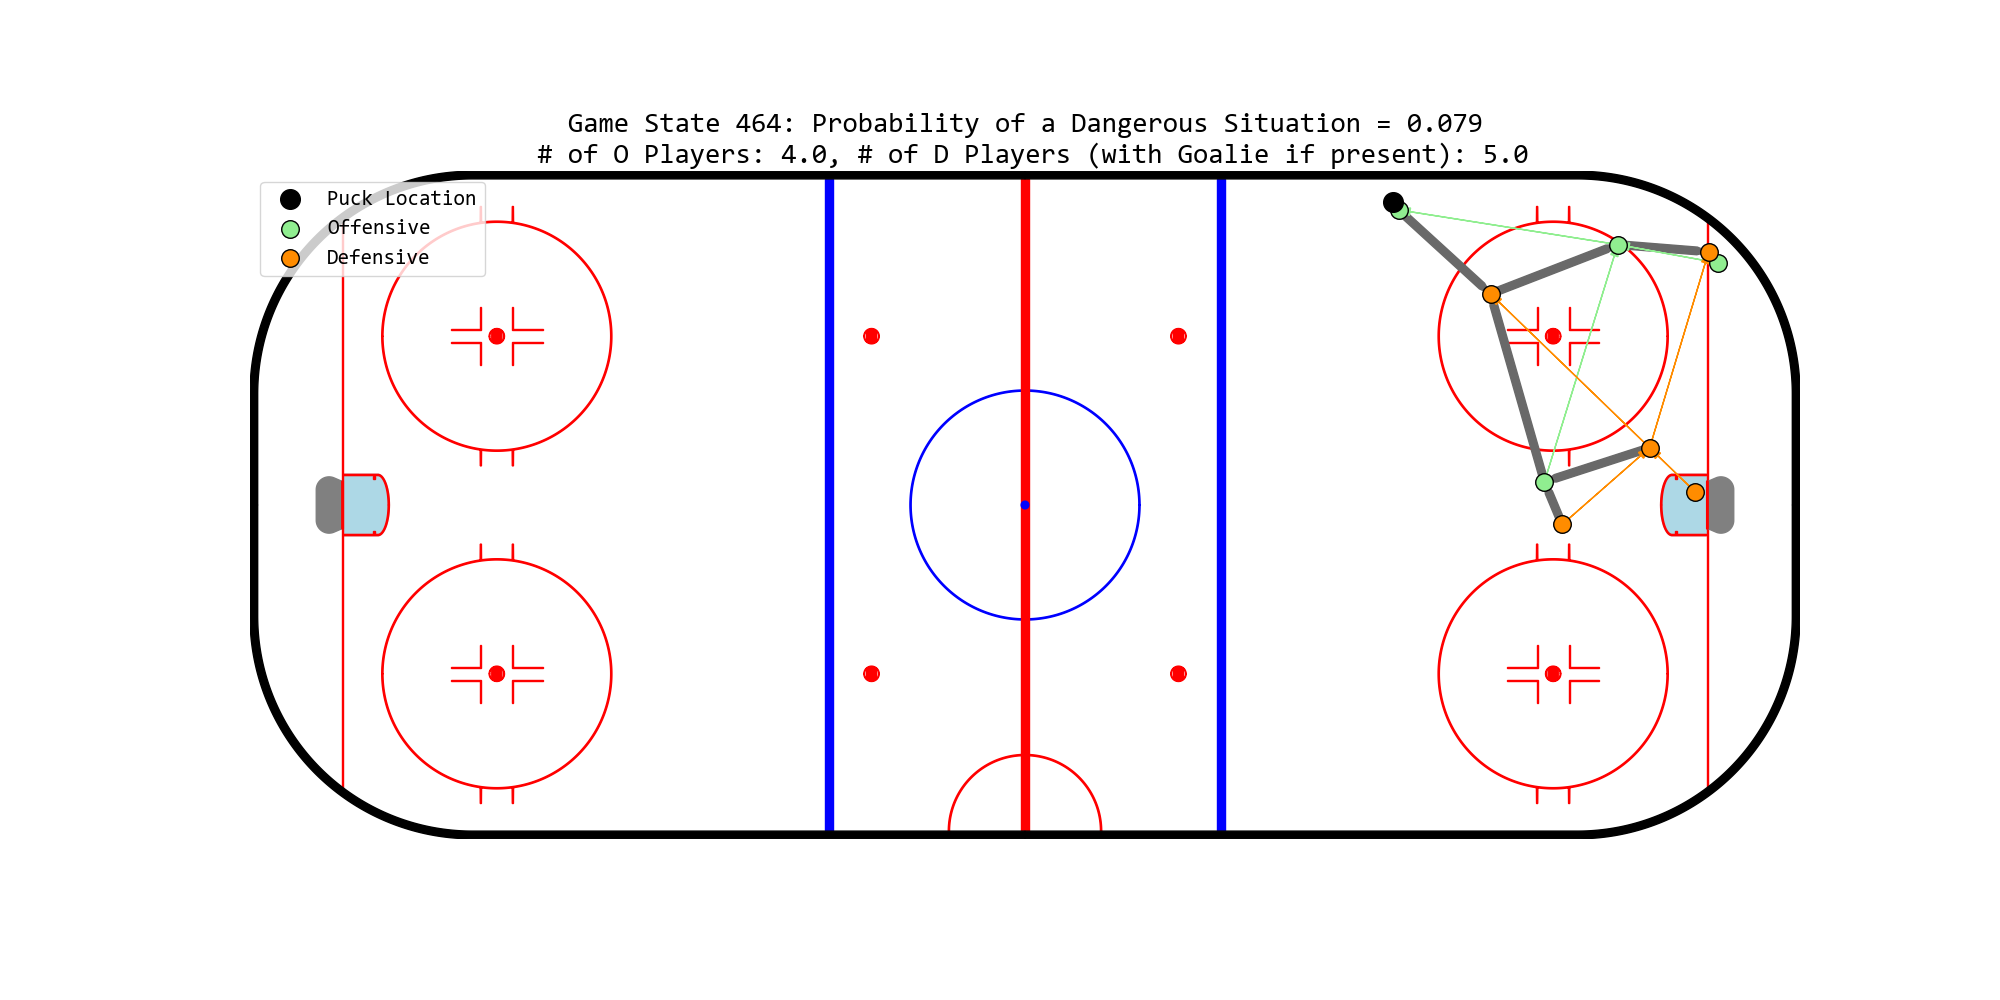 Game State 464: Probability of a Dangerous Situation = 0.079
# of O Players: 4.0, # of D Players (with Goalie if present): 5.0
Puck Location
Offensive
Defensive